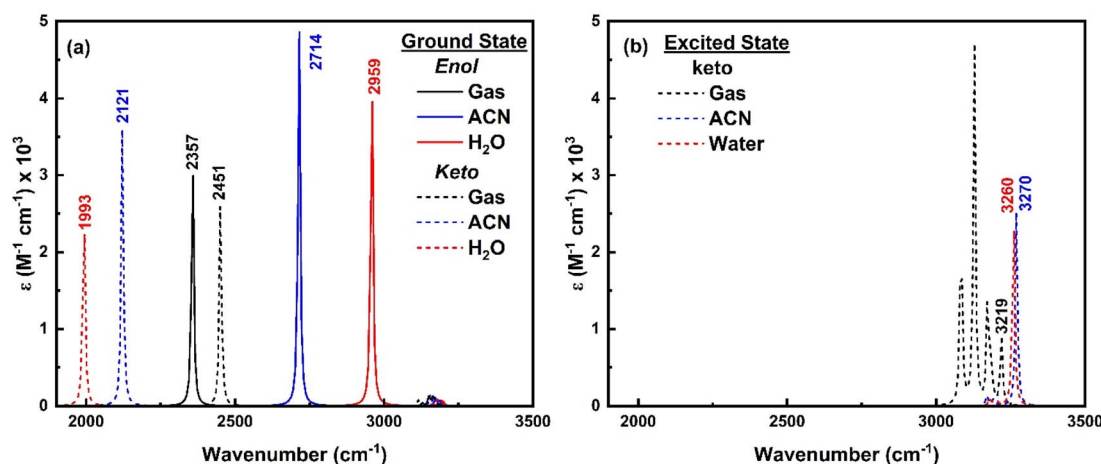 (a)
Ground State
Enol
Gas
ACN
H₂O
Keto
Gas
ACN
H₂O
1993
2121
2357
2451
2714
2959
5
4
3
2
1
0
2000
2500
3000
3500
ε (M⁻¹ cm⁻¹) x 10³
Wavenumber (cm⁻¹)
(b)
Excited State
keto
Gas
ACN
Water
3219
3260
3270
5
4
3
2
1
0
2000
2500
3000
3500
ε (M⁻¹ cm⁻¹) x 10³
Wavenumber (cm⁻¹)